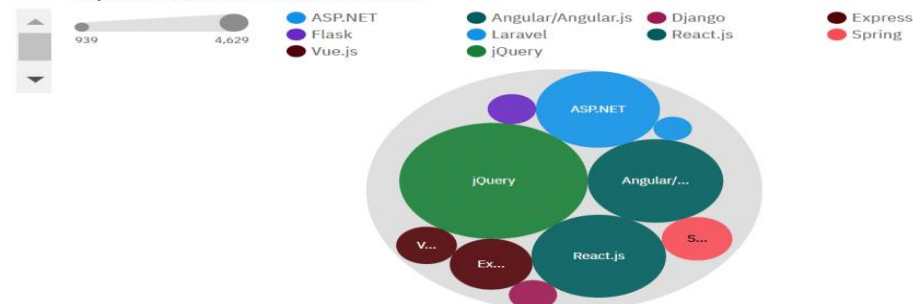 939
4,629
ASP.NET
Angular/Angular.js
Django
Express
Flask
Laravel
React.js
Spring
Vue.js
jQuery
ASP.NET
jQuery
Angular/...
V...
Ex...
React.js
S...